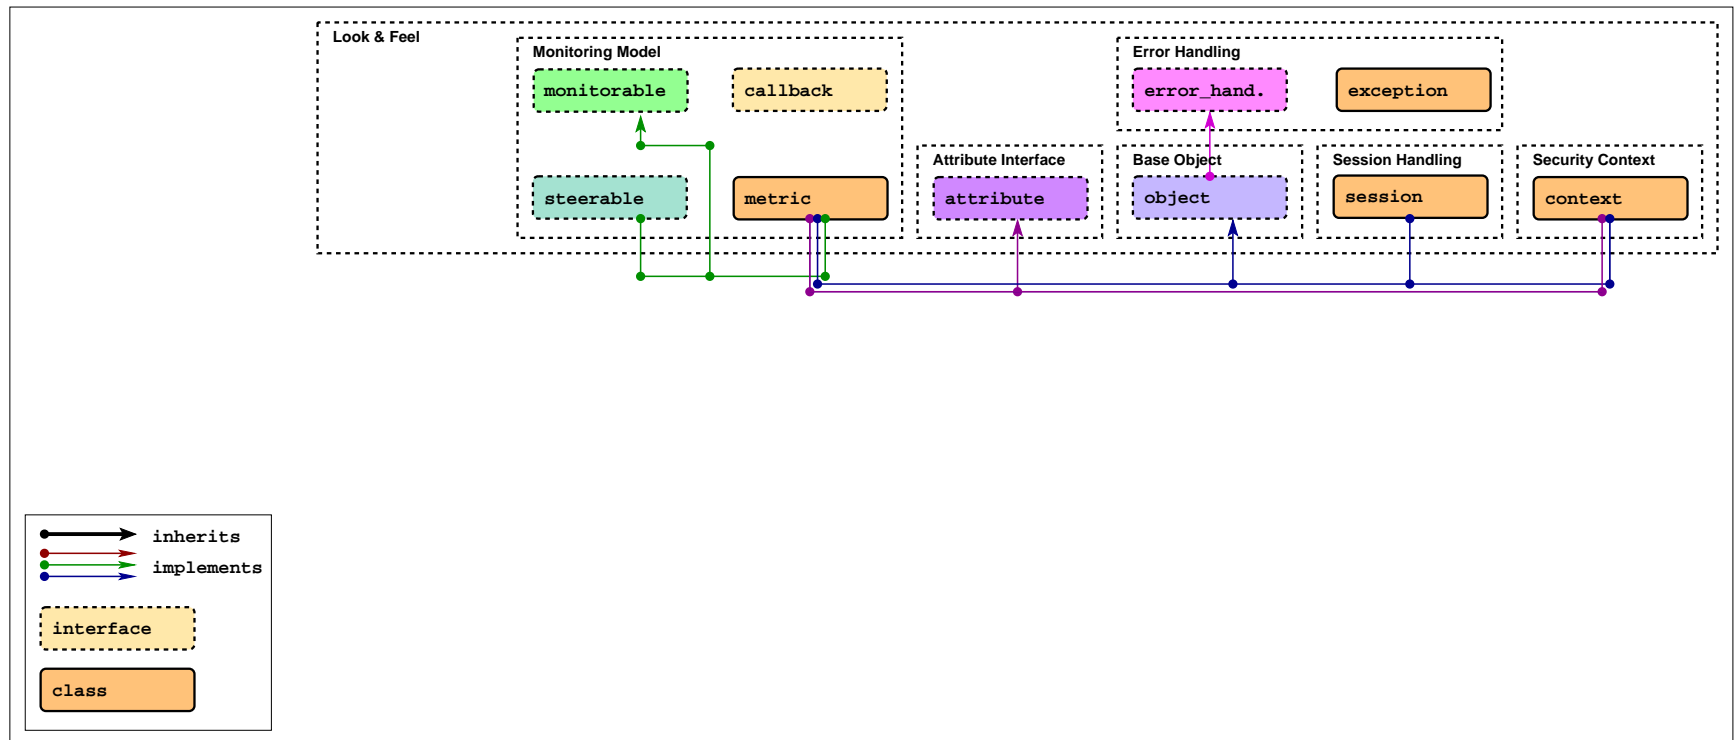 Look & Feel
Monitoring Model
Error Handling
monitorable
callback
error_hand.
exception
Attribute Interface
Base Object
Session Handling
Security Context
steerable
metric
attribute
object
session
context
inherits
implements
interface
class